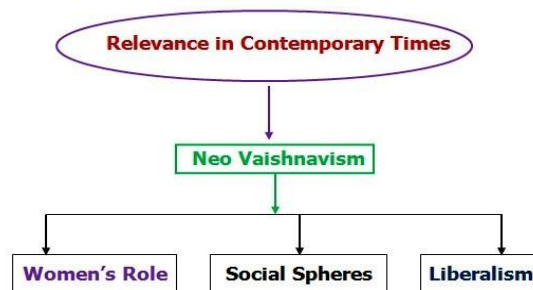 Relevance in Contemporary Times
Neo Vaishnavism
Women's Role
Social Spheres
Liberalism